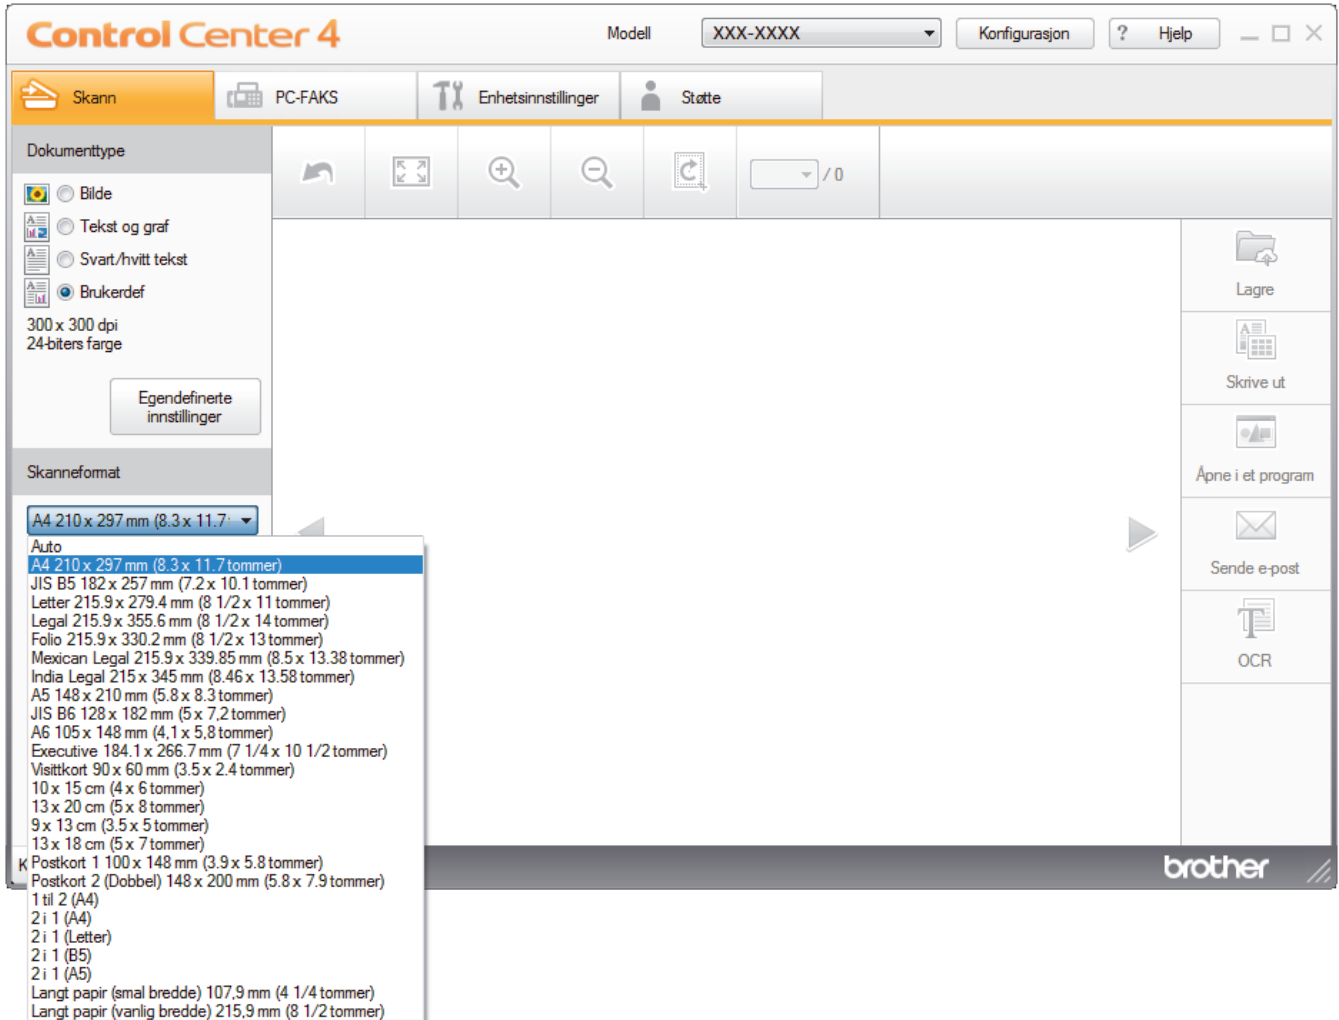 Control Center 4
Modell
XXX-XXXX
Konfigurasjon
? Hjelp
Skann
PC-FAKS
Enhetsinnstillinger
Støtte
Dokumenttype
/ 0
Bilde
Tekst og graf
Svart/hvitt tekst
Brukerdef
300 x 300 dpi
24-biters farge
Egendefinerte
innstillinger
Skanneformat
A4 210 x 297 mm (8.3 x 11.7
Auto
A4 210 x 297 mm (8.3 x 11.7 tommer)
JIS B5 182 x 257 mm (7.2 x 10.1 tommer)
Letter 215.9 x 279.4 mm (8 1/2 x 11 tommer)
Legal 215.9 x 355.6 mm (8 1/2 x 14 tommer)
Folio 215.9 x 330.2 mm (8 1/2 x 13 tommer)
Mexican Legal 215.9 x 339.85 mm (8.5 x 13.38 tommer)
India Legal 215 x 345 mm (8.46 x 13.58 tommer)
A5 148 x 210 mm (5.8 x 8.3 tommer)
JIS B6 128 x 182 mm (5 x 7,2 tommer)
A6 105 x 148 mm (4,1 x 5,8 tommer)
Executive 184.1 x 266.7 mm (7 1/4 x 10 1/2 tommer)
Visittkort 90 x 60 mm (3.5 x 2.4 tommer)
10 x 15 cm (4 x 6 tommer)
13 x 20 cm (5 x 8 tommer)
9 x 13 cm (3.5 x 5 tommer)
13 x 18 cm (5 x 7 tommer)
Postkort 1 100 x 148 mm (3.9 x 5.8 tommer)
Postkort 2 (Dobbel) 148 x 200 mm (5.8 x 7.9 tommer)
1 til 2 (A4)
2 i 1 (A4)
2 i 1 (Letter)
2 i 1 (B5)
2 i 1 (A5)
Langt papir (smal bredde) 107,9 mm (4 1/4 tommer)
Langt papir (vanlig bredde) 215,9 mm (8 1/2 tommer)
Lagre
Skrive ut
Åpne i et program
Sende e-post
OCR
brother